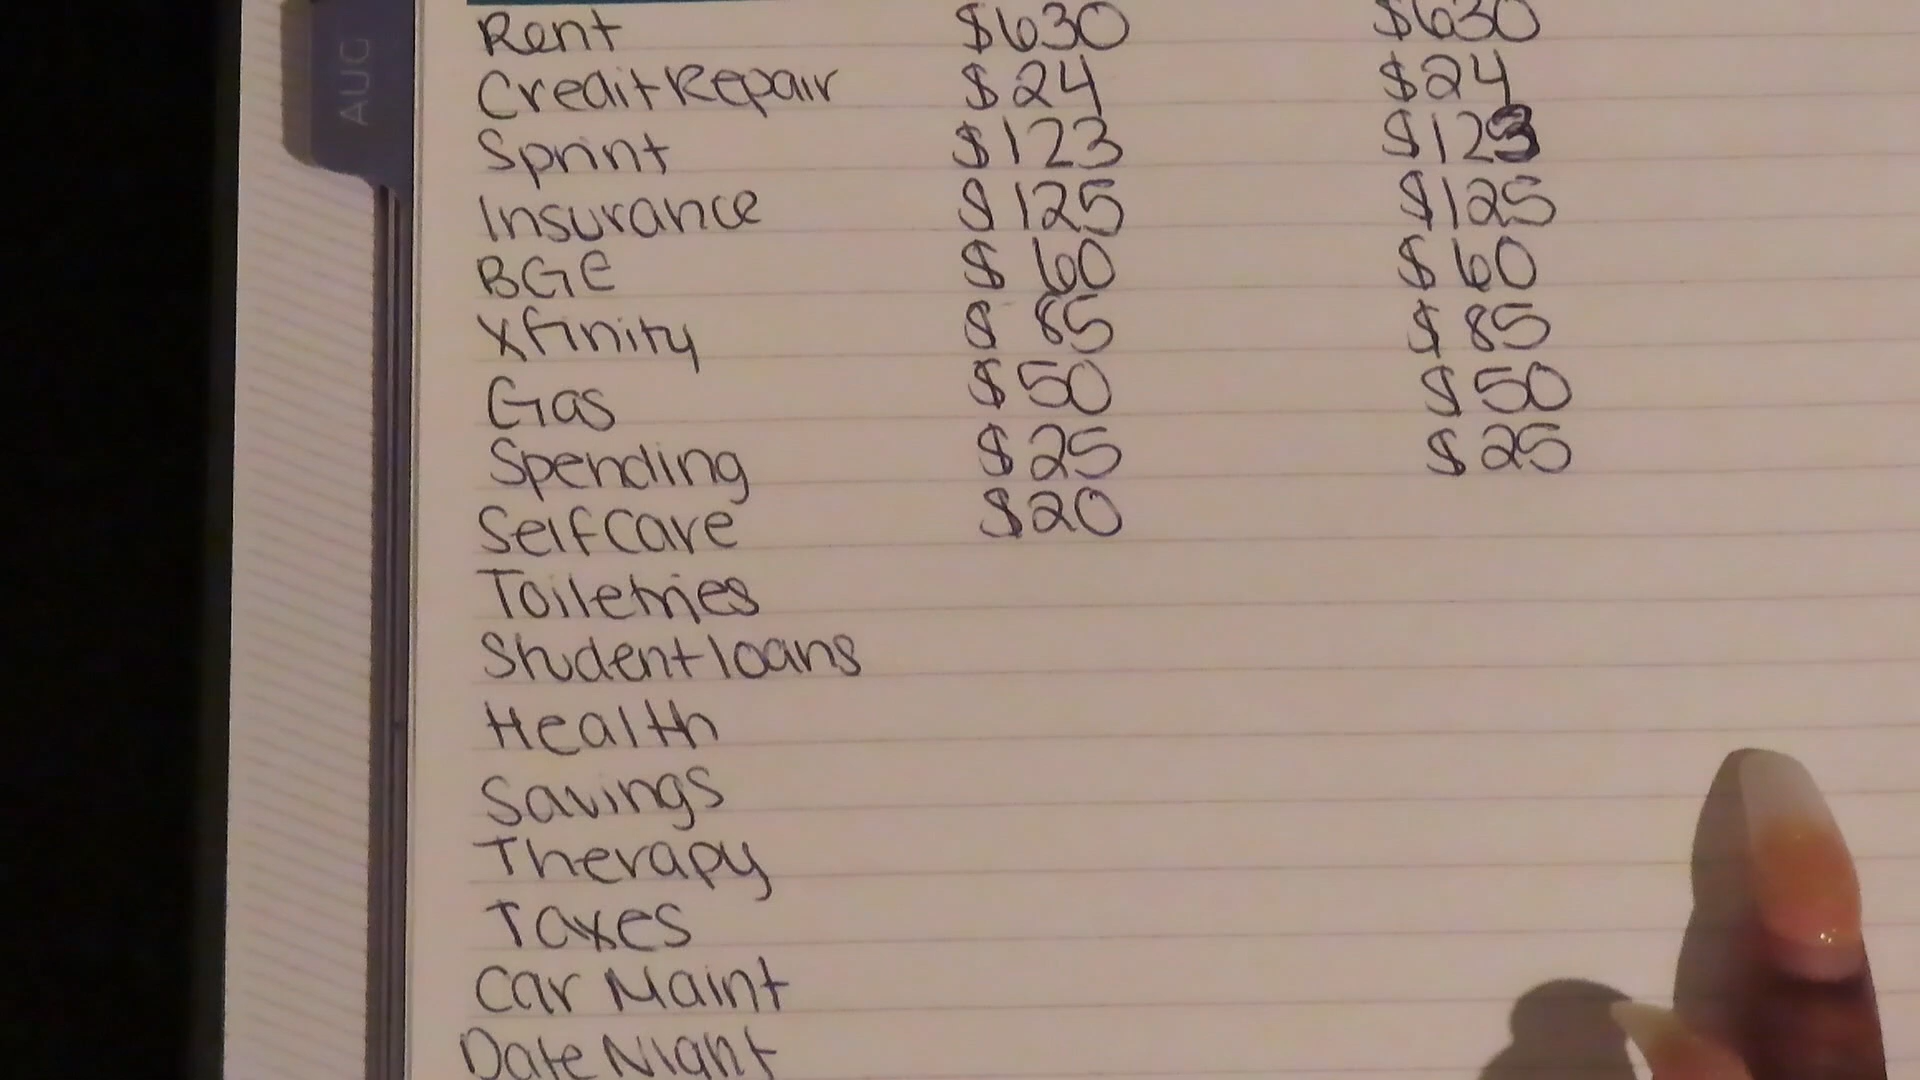 AUG
Rent $630 $630
Credit Repair $24 $24
Sprint $123 $123
Insurance $125 $125
BGE $60 $60
Xfinity $85 $85
Gas $50 $50
Spending $25 $25
Selfcare $20
Toiletries
Student loans
Health
Savings
Therapy
Taxes
Car Maint
Date Night